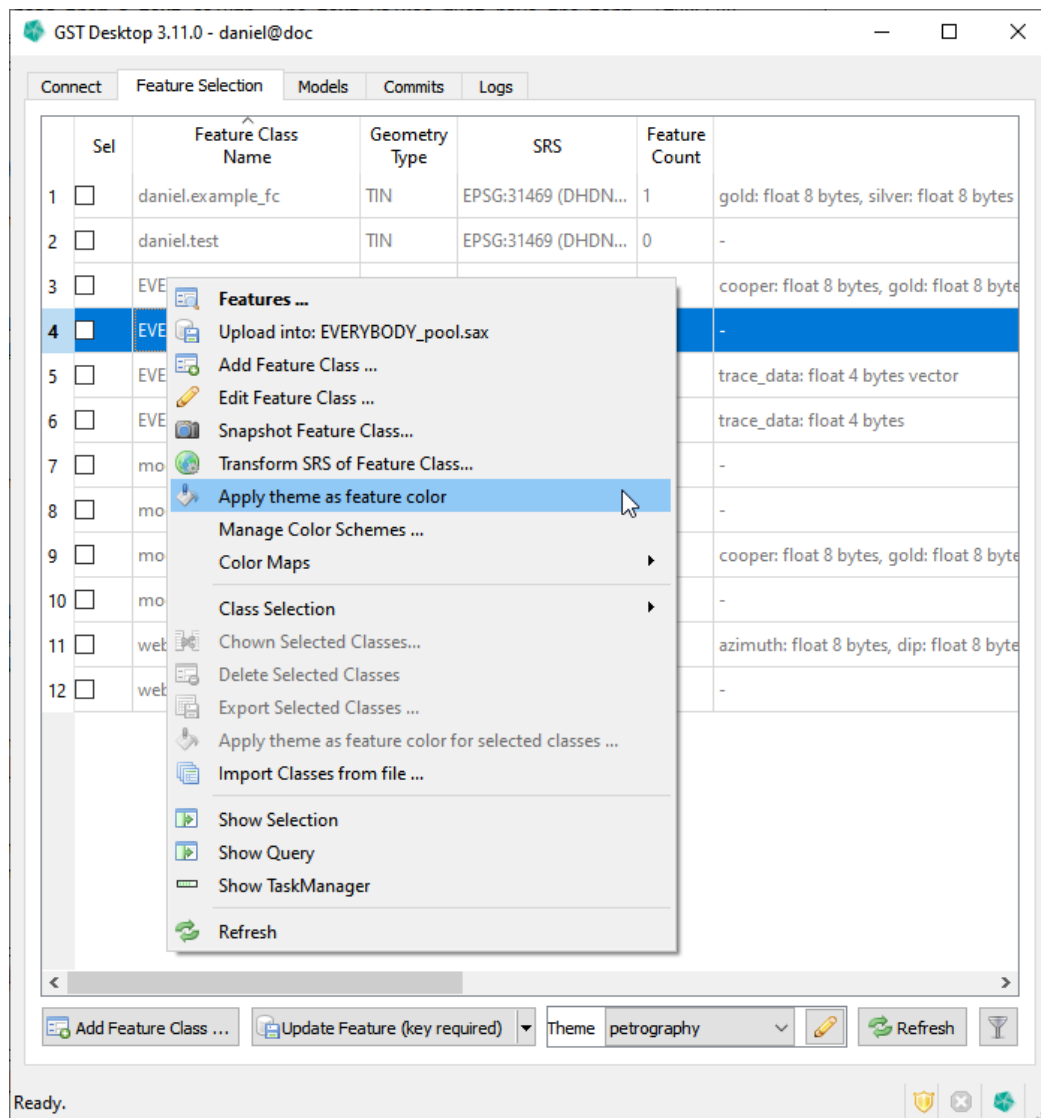 GST Desktop 3.11.0 - daniel@doc
Connect Feature Selection Models Commits Logs
Sel Feature Class Name Geometry Type SRS Feature Count
1 daniel.example_fc TIN EPSG:31469 (DHDN... 1 gold: float 8 bytes, silver: float 8 bytes
2 daniel.test TIN EPSG:31469 (DHDN... 0 -
3 EVE cooper: float 8 bytes, gold: float 8 byte
4 EVE -
5 EVE trace_data: float 4 bytes vector
6 EVE trace_data: float 4 bytes
7 mo -
8 mo -
9 mo cooper: float 8 bytes, gold: float 8 byte
10 mo -
11 web azimuth: float 8 bytes, dip: float 8 byte
12 web -
Features ...
Upload into: EVERYBODY_pool.sax
Add Feature Class ...
Edit Feature Class ...
Snapshot Feature Class...
Transform SRS of Feature Class...
Apply theme as feature color
Manage Color Schemes ...
Color Maps
Class Selection
Chown Selected Classes...
Delete Selected Classes
Export Selected Classes ...
Apply theme as feature color for selected classes ...
Import Classes from file ...
Show Selection
Show Query
Show TaskManager
Refresh
Add Feature Class ... Update Feature (key required) Theme petrography Refresh
Ready.